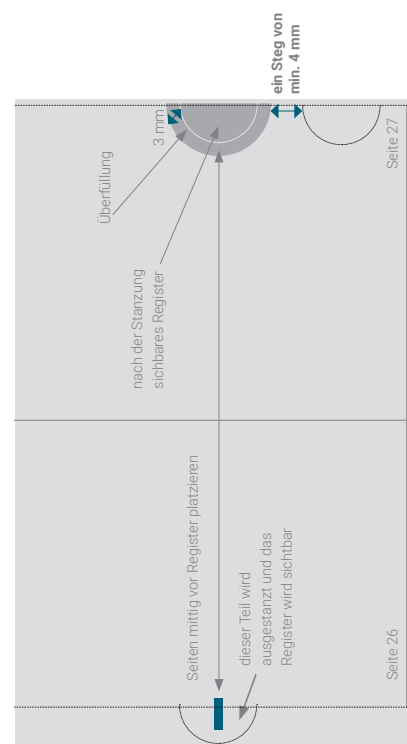 ein Steg von
min. 4 mm
3 mm
Überfüllung
Seite 27
nach der Stanzung
sichbares Register
Seiten mittig vor Register platzieren
dieser Teil wird
ausgestanzt und das
Register wird sichtbar
Seite 26